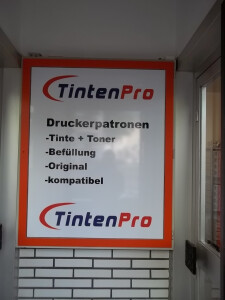 TintenPro
Druckerpatronen
-Tinte + Toner
-Befüllung
-Original
-kompatibel
TintenPro